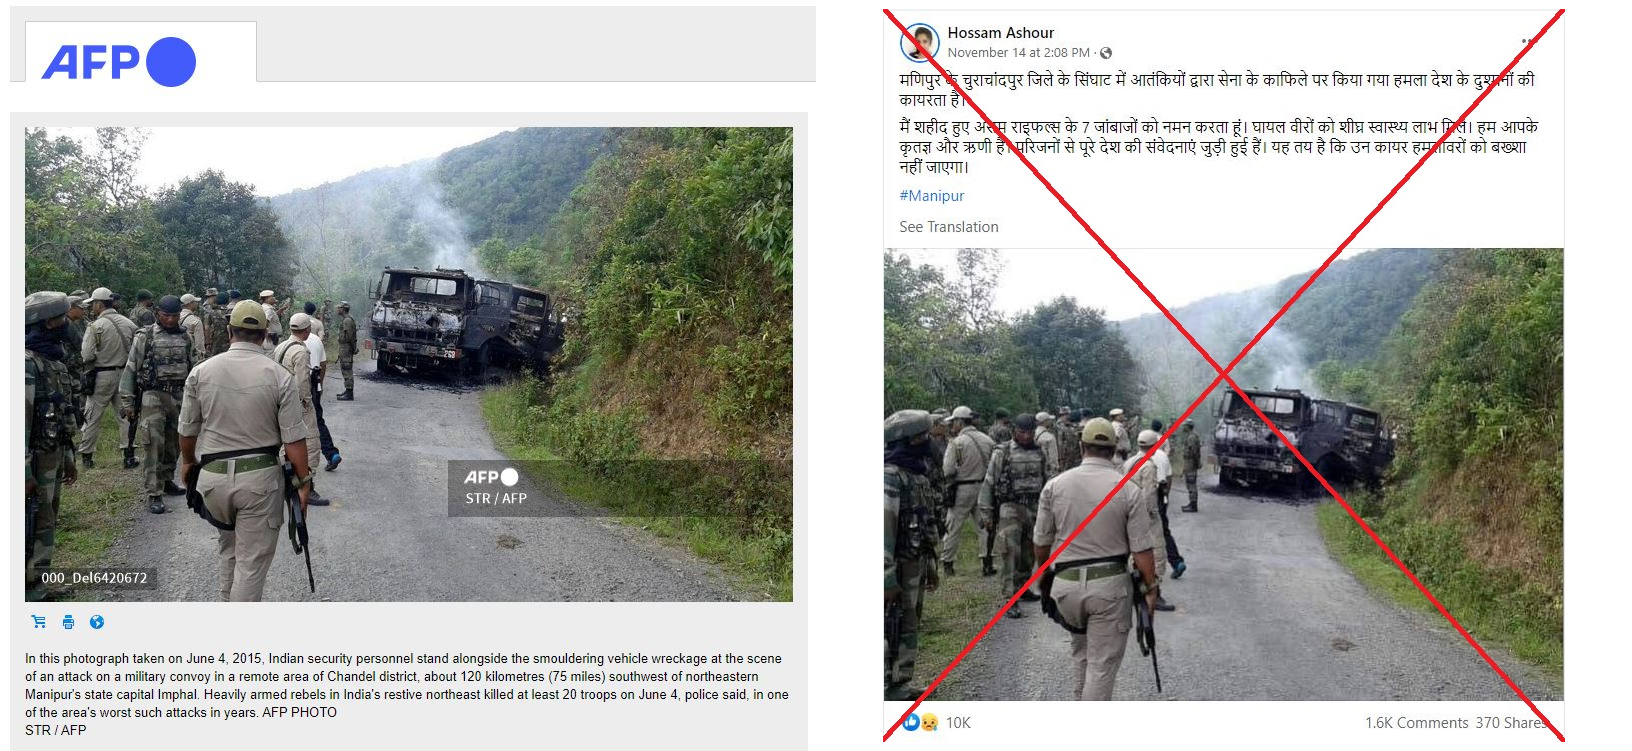 AFP
AFP
STR / AFP
268
000_Del6420672
In this photograph taken on June 4, 2015, Indian security personnel stand alongside the smouldering vehicle wreckage at the scene
of an attack on a military convoy in a remote area of Chandel district, about 120 kilometres (75 miles) southwest of northeastern
Manipur's state capital Imphal. Heavily armed rebels in India's restive northeast killed at least 20 troops on June 4, police said, in one
of the area's worst such attacks in years. AFP PHOTO
STR / AFP
Hossam Ashour
November 14 at 2:08 PM ·
मणिपुर के चुराचांदपुर जिले के सिंघाट में आतंकियों द्वारा सेना के काफिले पर किया गया हमला देश के दुश्मनों की
कायरता है।
मैं शहीद हुए असम राइफल्स के 7 जांबाजों को नमन करता हूं। घायल वीरों को शीघ्र स्वास्थ्य लाभ मिले। हम आपके
कृतज्ञ और ऋणी हैं। परिजनों से पूरे देश की संवेदनाएं जुड़ी हुई हैं। यह तय है कि उन कायर हमलावरों को बख्शा
नहीं जाएगा।
#Manipur
See Translation
10K
1.6K Comments 370 Shares